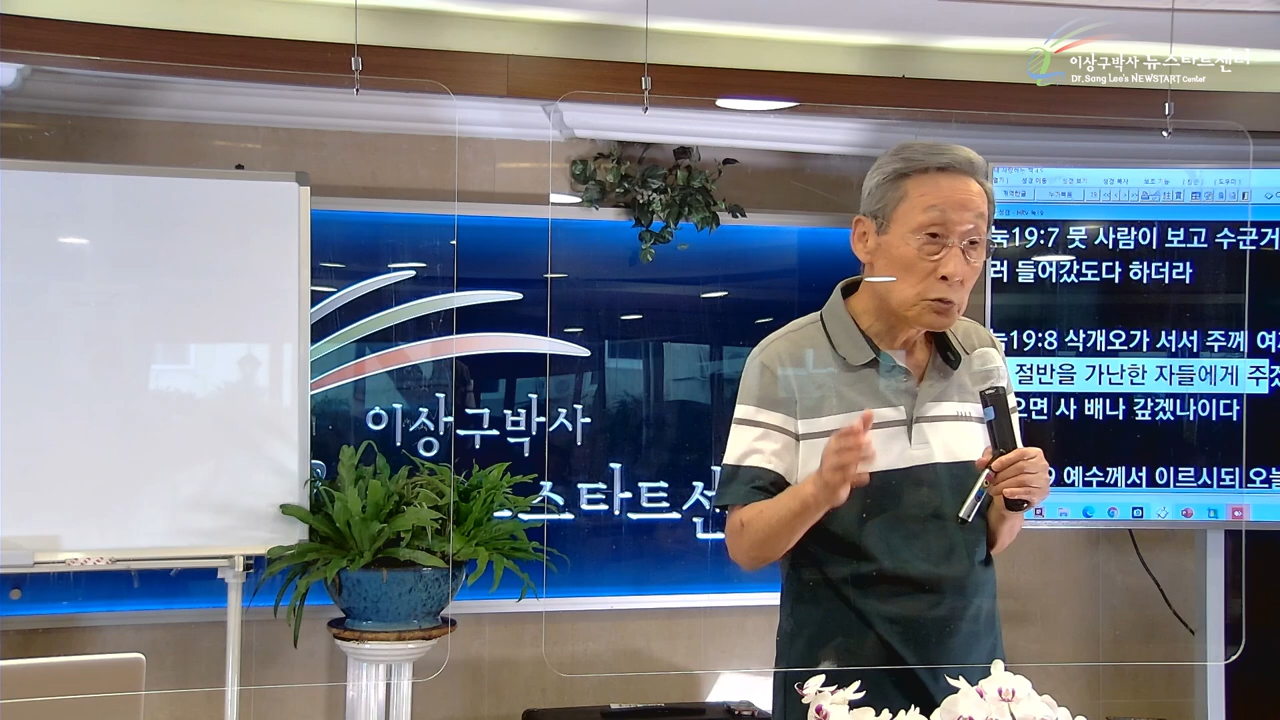 이상구박사 뉴스타트센터
Dr. Sang Lee's NEWSTART Center
이상구박사
스타트센
눅19:7 뭇 사람이 보고 수군거
러 들어갔도다 하더라
눅19:8 삭개오가 서서 주께 여
절반을 가난한 자들에게 주
으면 사 배나 갚겠나이다
9 예수께서 이르시되 오늘